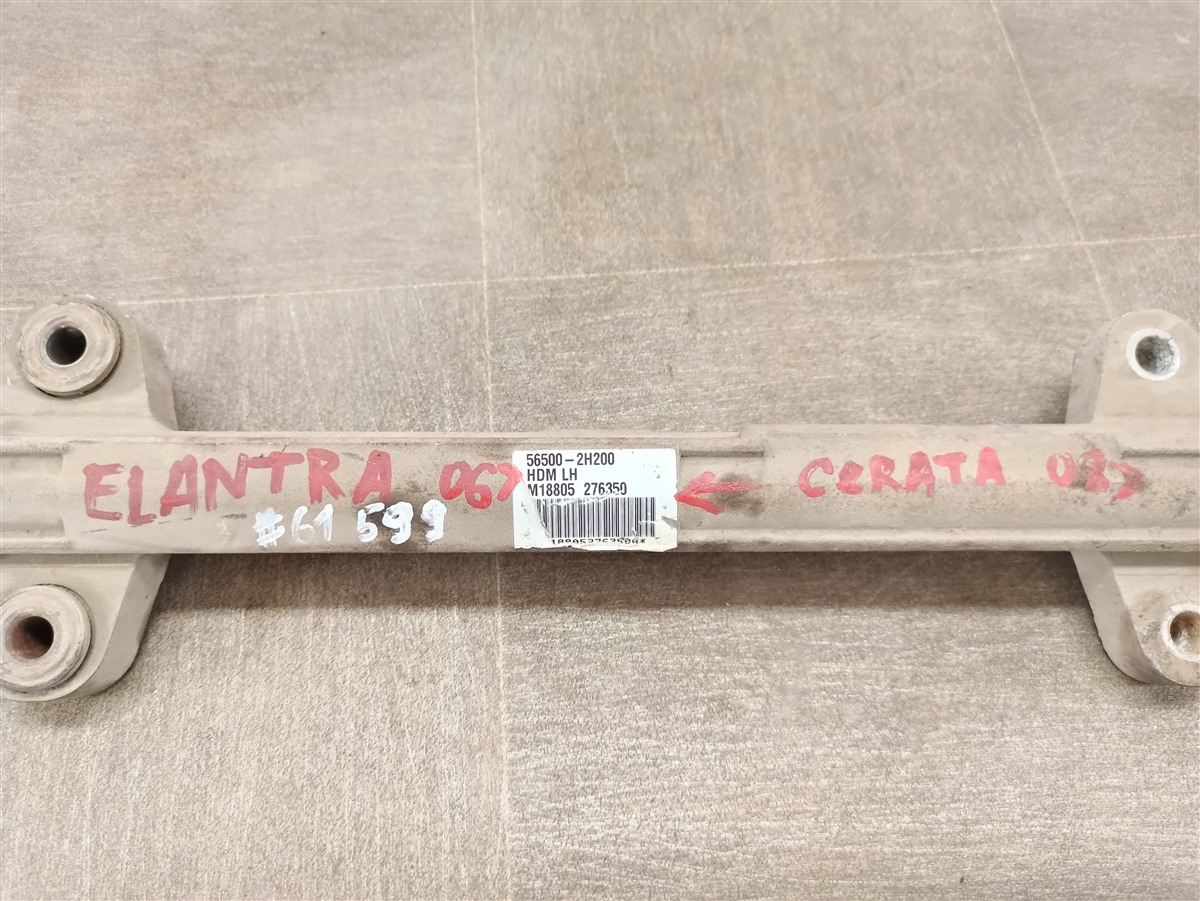 ELANTRA 06>
#61 599
56500-2H200
HDM LH
M18805 276350
CERATA 08>